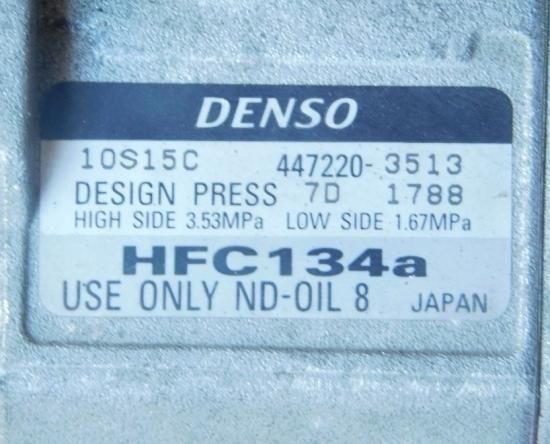 DENSO
10S15C 447220-3513
DESIGN PRESS 7D 1788
HIGH SIDE 3.53MPa LOW SIDE 1.67MPa
HFC134a
USE ONLY ND-OIL 8 JAPAN